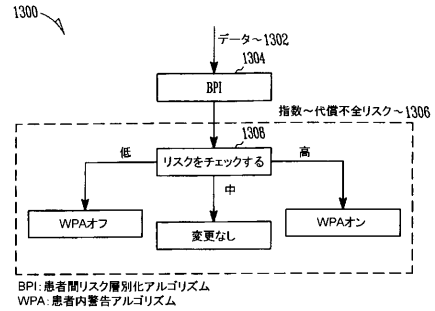 1300
データ～1302
1304
BPI
指数～代償不全リスク～1306
1308
低
リスクをチェックする
高
中
WPAオフ
変更なし
WPAオン
BPI：患者間リスク層別化アルゴリズム
WPA：患者内警告アルゴリズム